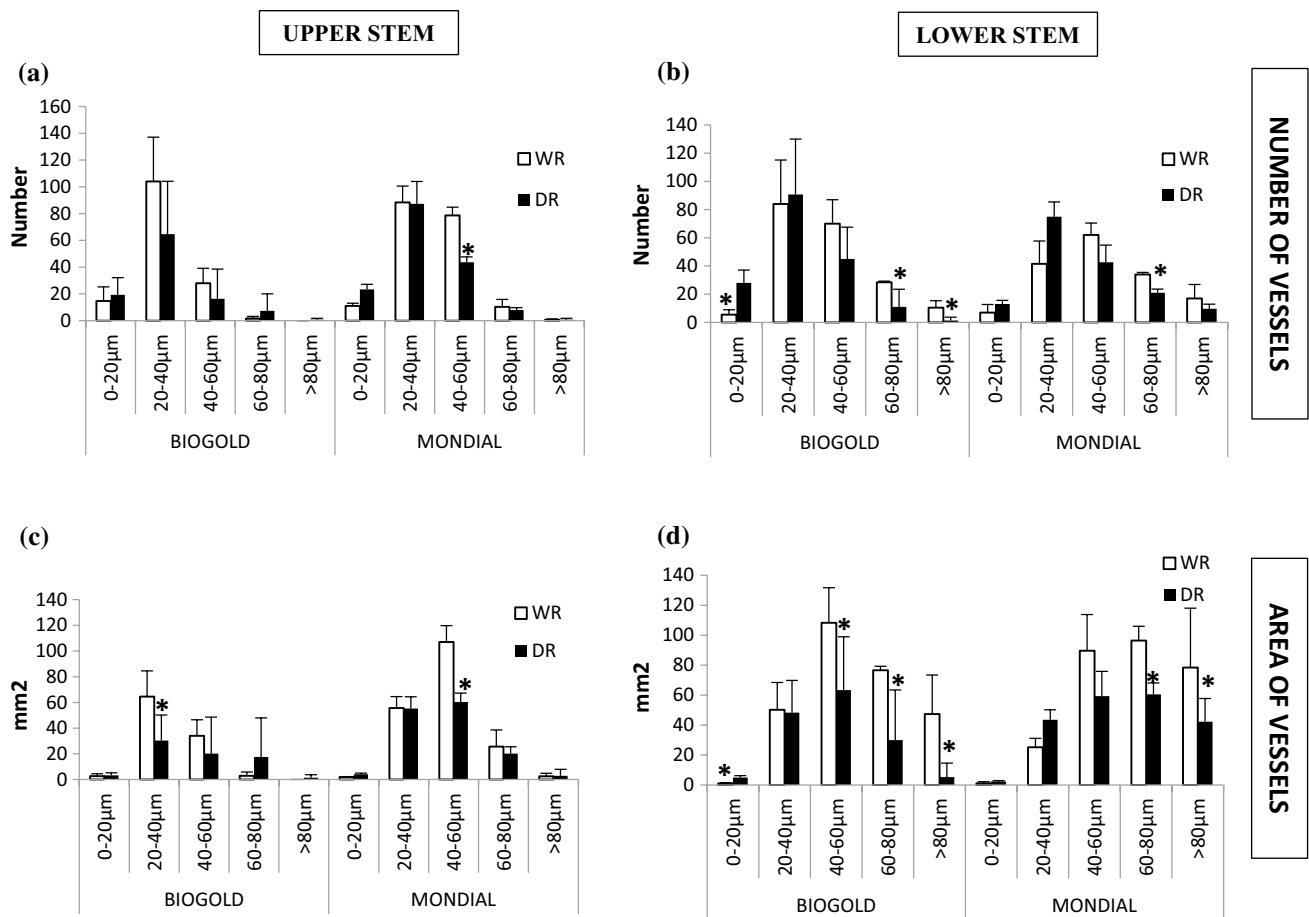 UPPER STEM
LOWER STEM
(a)
160
140
120
100
80
60
40
20
0
Number
WR
DR
*
0-20µm
20-40µm
40-60µm
60-80µm
>80µm
0-20µm
20-40µm
40-60µm
60-80µm
>80µm
BIOGOLD
MONDIAL
(b)
140
120
100
80
60
40
20
0
Number
WR
DR
*
*
*
*
0-20µm
20-40µm
40-60µm
60-80µm
>80µm
0-20µm
20-40µm
40-60µm
60-80µm
>80µm
BIOGOLD
MONDIAL
NUMBER OF VESSELS
(c)
140
120
100
80
60
40
20
0
mm2
WR
DR
*
*
0-20µm
20-40µm
40-60µm
60-80µm
>80µm
0-20µm
20-40µm
40-60µm
60-80µm
>80µm
BIOGOLD
MONDIAL
(d)
140
120
100
80
60
40
20
0
mm2
WR
DR
*
*
*
*
*
*
0-20µm
20-40µm
40-60µm
60-80µm
>80µm
0-20µm
20-40µm
40-60µm
60-80µm
>80µm
BIOGOLD
MONDIAL
AREA OF VESSELS